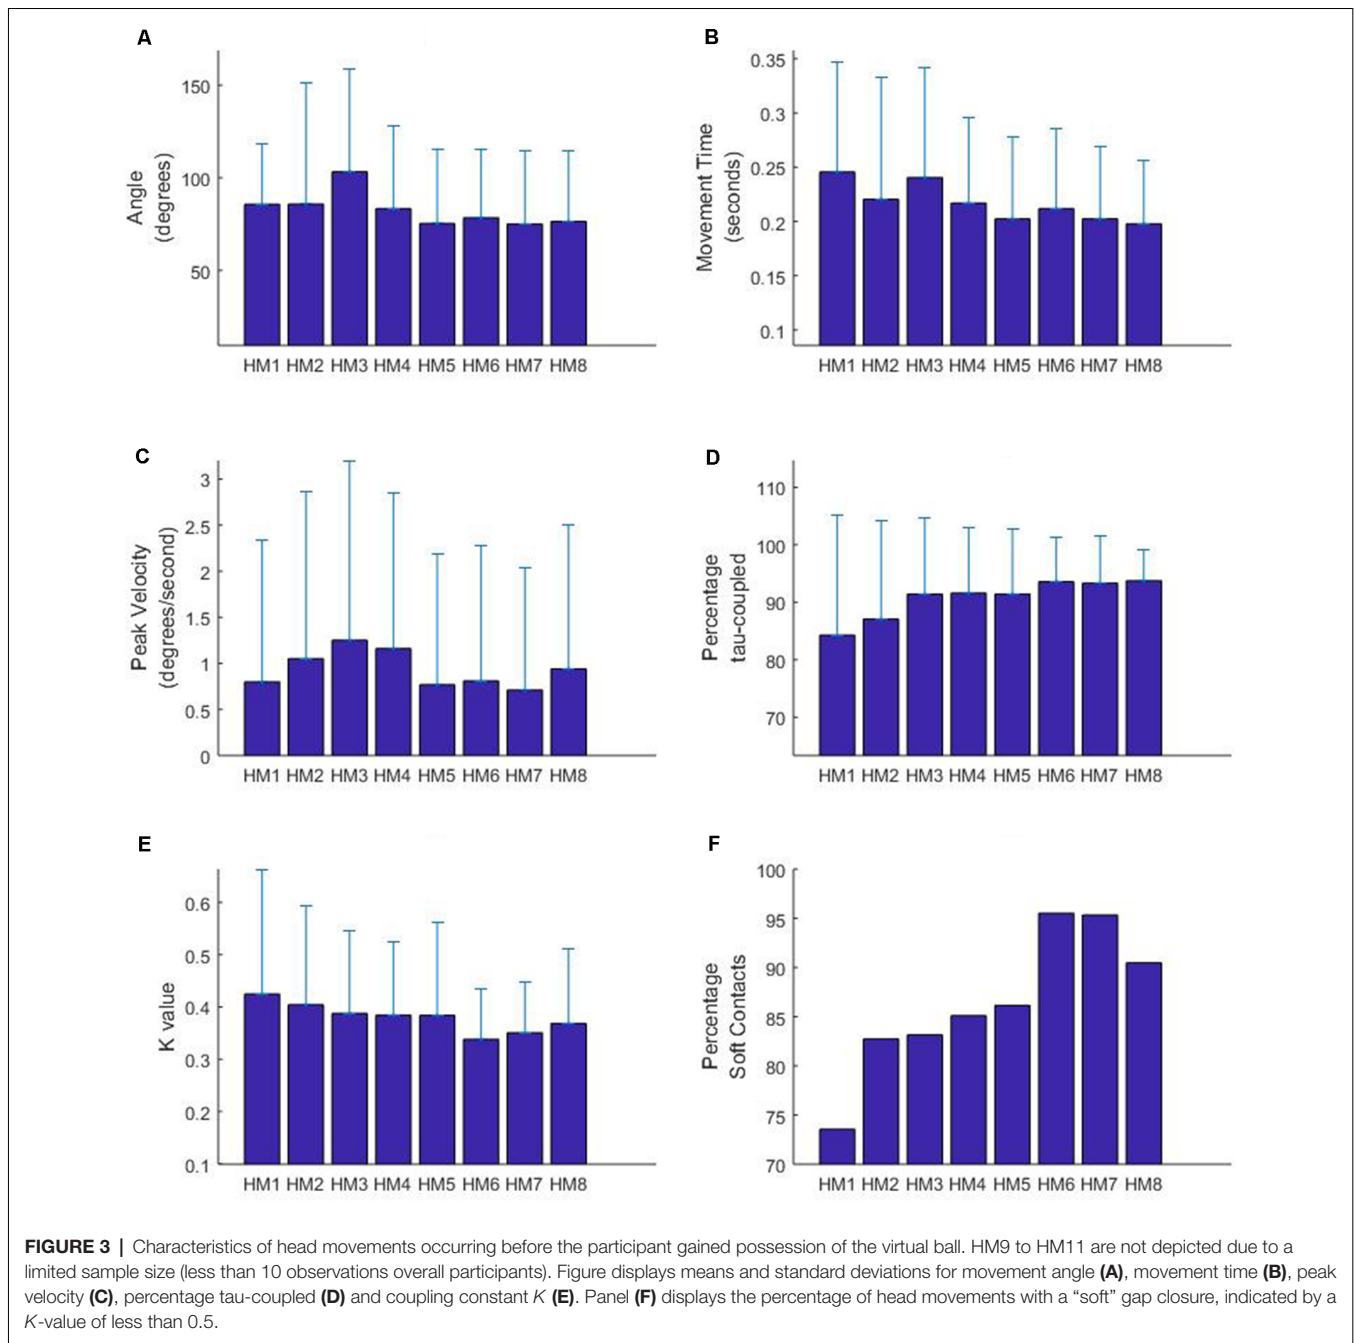 A
150
100
50
Angle
(degrees)
HM1 HM2 HM3 HM4 HM5 HM6 HM7 HM8
B
0.35
0.3
0.25
0.2
0.15
0.1
Movement Time
(seconds)
HM1 HM2 HM3 HM4 HM5 HM6 HM7 HM8
C
3
2.5
2
1.5
1
0.5
0
Peak Velocity
(degrees/second)
HM1 HM2 HM3 HM4 HM5 HM6 HM7 HM8
D
110
100
90
80
70
Percentage
tau-coupled
HM1 HM2 HM3 HM4 HM5 HM6 HM7 HM8
E
0.6
0.5
0.4
0.3
0.2
0.1
K value
HM1 HM2 HM3 HM4 HM5 HM6 HM7 HM8
F
100
95
90
85
80
75
70
Percentage
Soft Contacts
HM1 HM2 HM3 HM4 HM5 HM6 HM7 HM8
FIGURE 3 | Characteristics of head movements occurring before the participant gained possession of the virtual ball. HM9 to HM11 are not depicted due to a
limited sample size (less than 10 observations overall participants). Figure displays means and standard deviations for movement angle (A), movement time (B), peak
velocity (C), percentage tau-coupled (D) and coupling constant K (E). Panel (F) displays the percentage of head movements with a “soft” gap closure, indicated by a
K-value of less than 0.5.